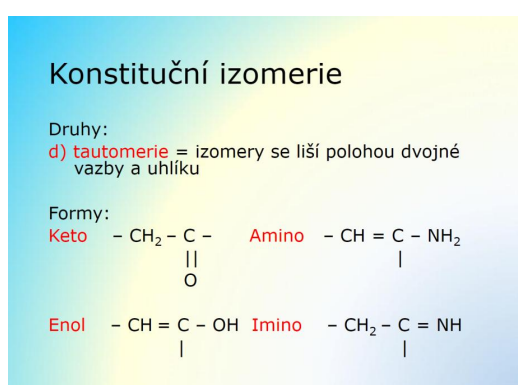 Konstituční izomerie
Druhy:
d) tautomerie = izomery se liší polohou dvojné
vazby a uhlíku
Formy:
Keto – CH₂ – C – Amino – CH = C – NH₂
|| |
O
Enol – CH = C – OH Imino – CH₂ – C = NH
| |